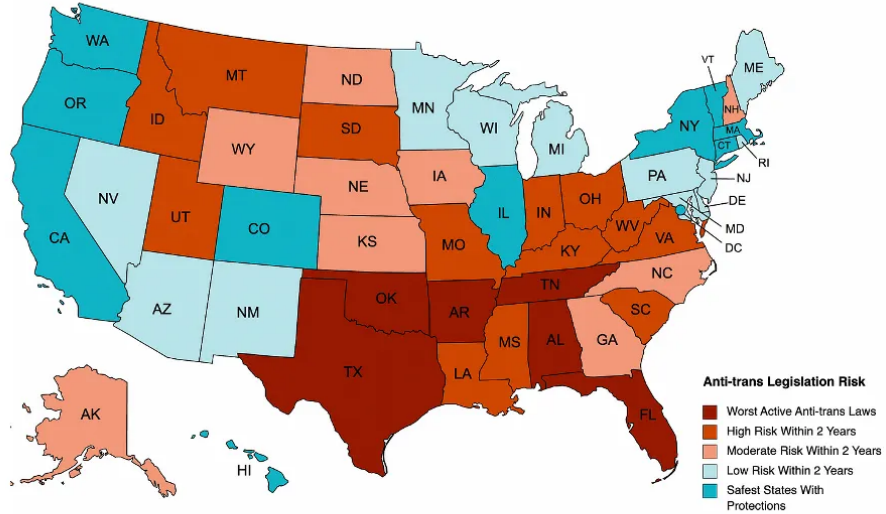 WA
OR
CA
NV
ID
MT
WY
UT
AZ
CO
NM
ND
SD
NE
KS
OK
TX
MN
IA
MO
AR
LA
WI
IL
MS
MI
IN
KY
TN
AL
OH
WV
VA
NC
SC
GA
FL
PA
NY
VT
NH
ME
MA
CT
RI
NJ
DE
MD
DC
AK
HI
Anti-trans Legislation Risk
Worst Active Anti-trans Laws
High Risk Within 2 Years
Moderate Risk Within 2 Years
Low Risk Within 2 Years
Safest States With
Protections